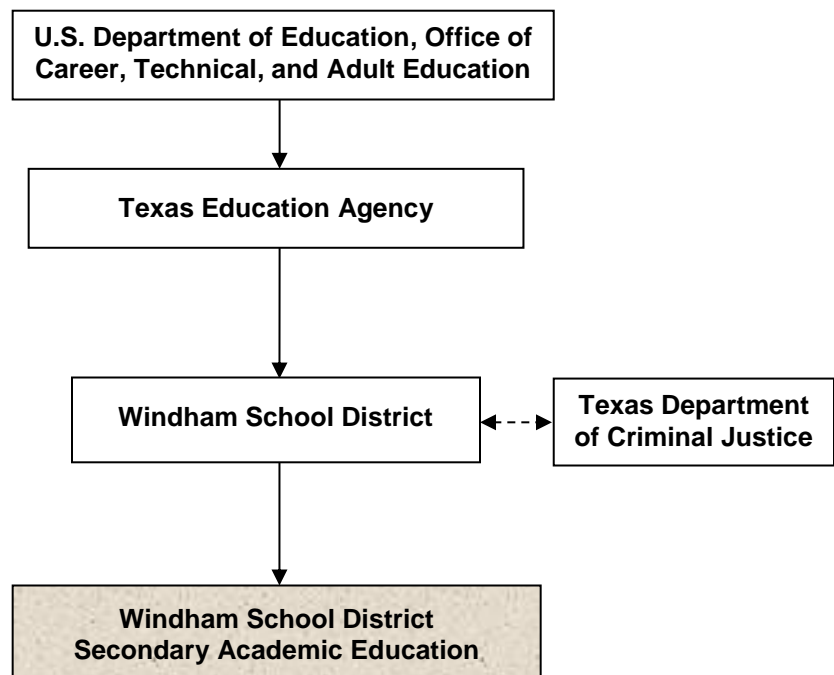 U.S. Department of Education, Office of
Career, Technical, and Adult Education
Texas Education Agency
Windham School District
Texas Department
of Criminal Justice
Windham School District
Secondary Academic Education